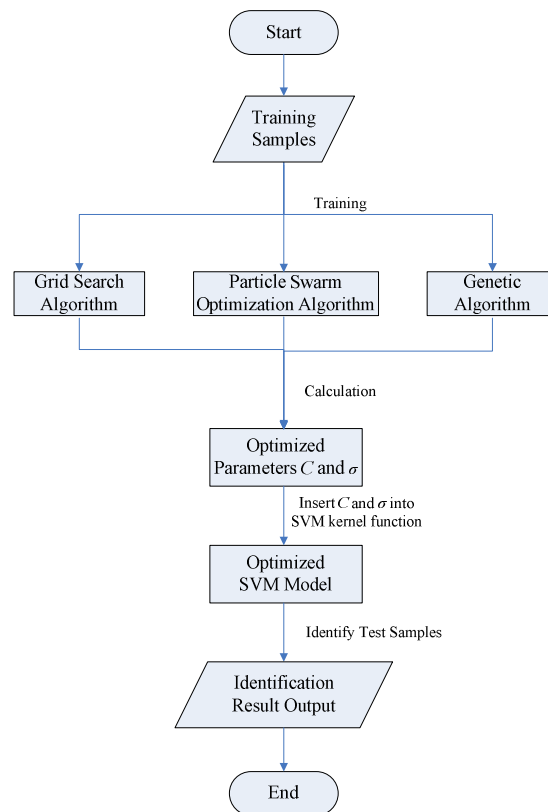 Start
Training
Samples
Training
Grid Search
Algorithm
Particle Swarm
Optimization Algorithm
Genetic
Algorithm
Calculation
Optimized
Parameters C and σ
Insert C and σ into
SVM kernel function
Optimized
SVM Model
Identify Test Samples
Identification
Result Output
End